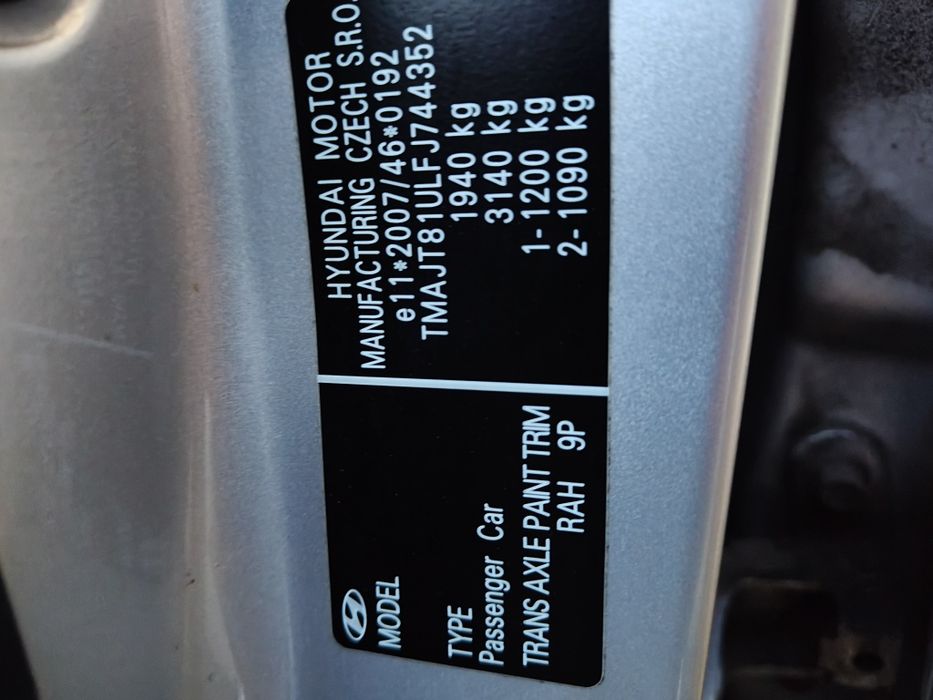 HYUNDAI MOTOR
MANUFACTURING CZECH S.R.O.
e11*2007/46*0192
TMAJT81ULFJ744352
1940 kg
3140 kg
1- 1200 kg
2- 1090 kg
MODEL
TYPE
Passenger Car
TRANS AXLE PAINT TRIM
RAH 9P